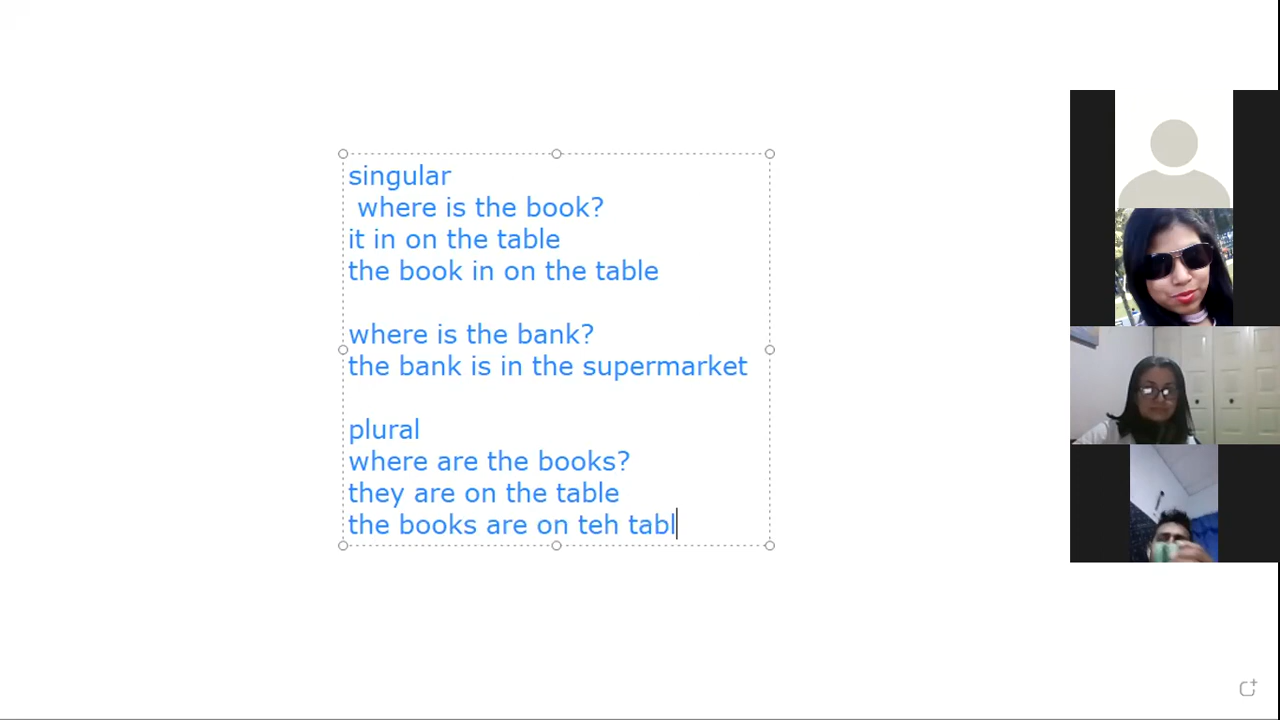 singular
where is the book?
it in on the table
the book in on the table
where is the bank?
the bank is in the supermarket
plural
where are the books?
they are on the table
the books are on teh tabl